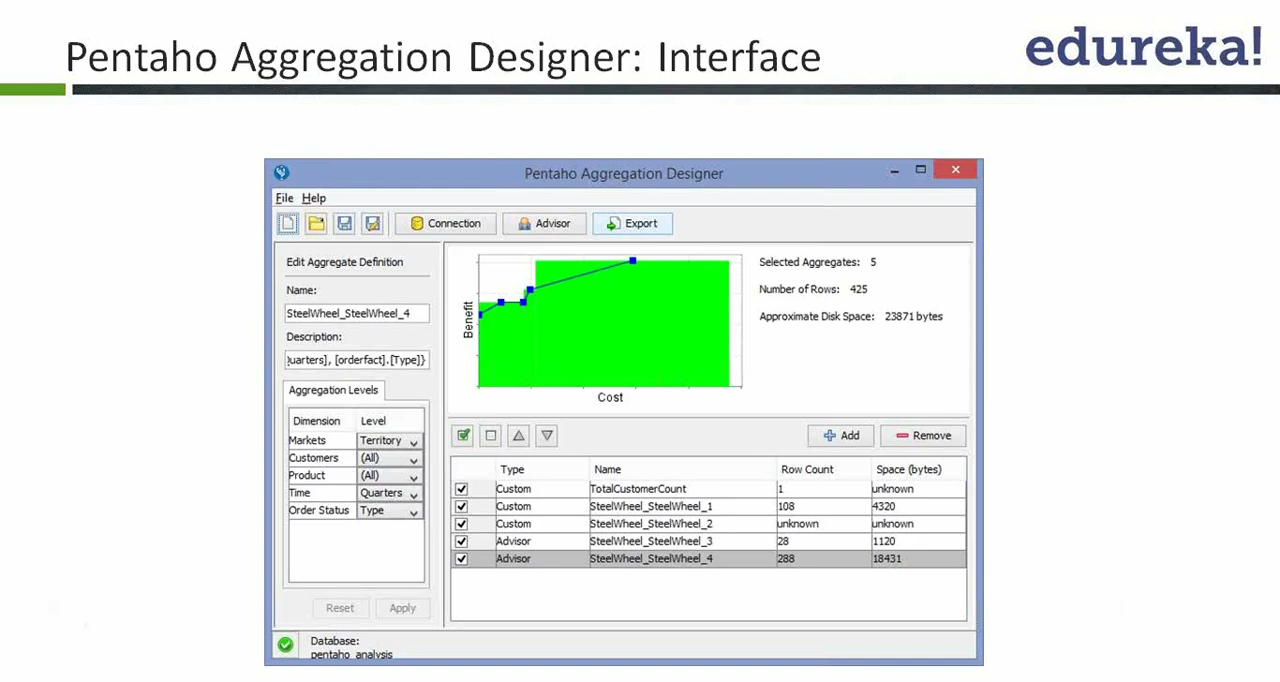 Pentaho Aggregation Designer: Interface
edureka!
Pentaho Aggregation Designer
File Help
Connection Advisor Export
Edit Aggregate Definition
Name:
SteelWheel_SteelWheel_4
Description:
Quarters], [orderfact].[Type]}
Aggregation Levels
Dimension Level
Markets Territory
Customers (All)
Product (All)
Time Quarters
Order Status Type
Reset Apply
Benefit
Cost
Selected Aggregates: 5
Number of Rows: 425
Approximate Disk Space: 23871 bytes
Add Remove
Type Name Row Count Space (bytes)
Custom TotalCustomerCount 1 unknown
Custom SteelWheel_SteelWheel_1 108 4320
Custom SteelWheel_SteelWheel_2 unknown unknown
Advisor SteelWheel_SteelWheel_3 28 1120
Advisor SteelWheel_SteelWheel_4 288 18431
Database:
pentaho_analysis